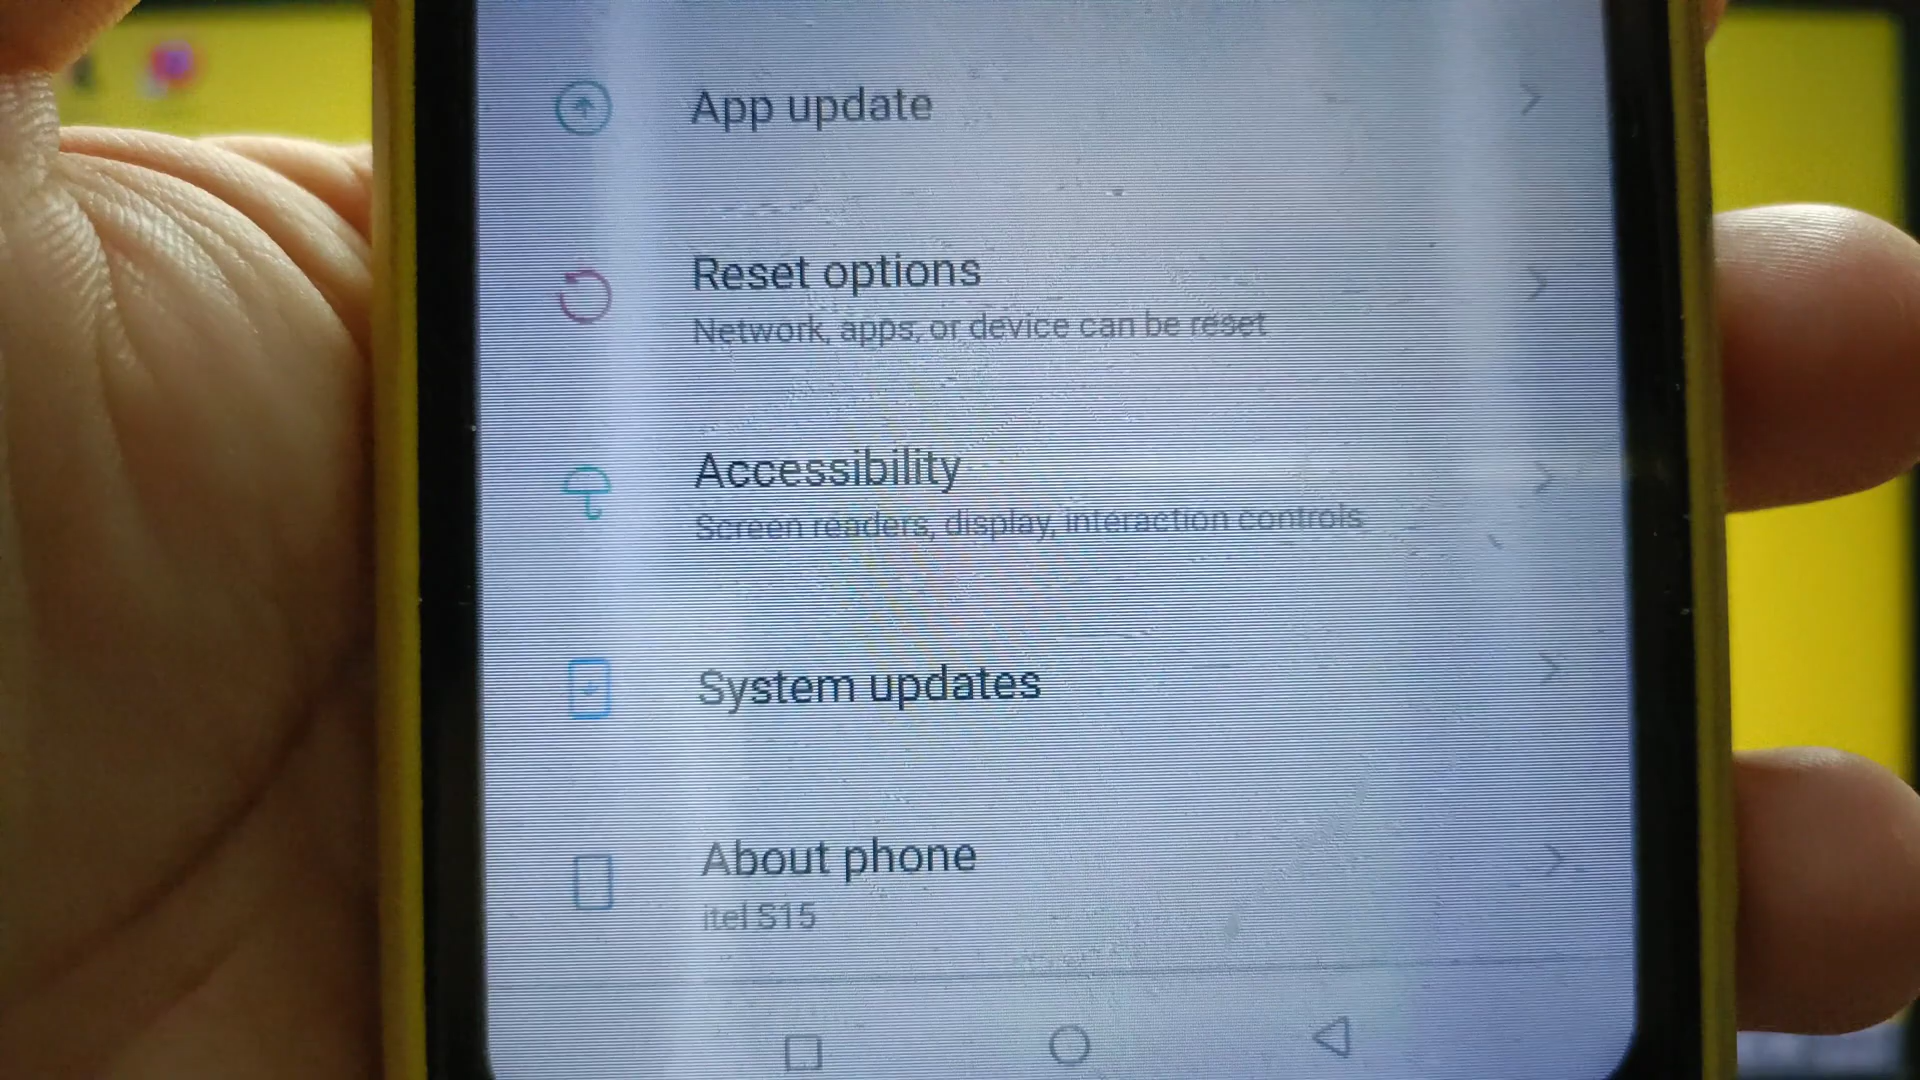 App update
Reset options
Network, apps, or device can be reset
Accessibility
Screen readers, display, interaction controls
System updates
About phone
itel S15